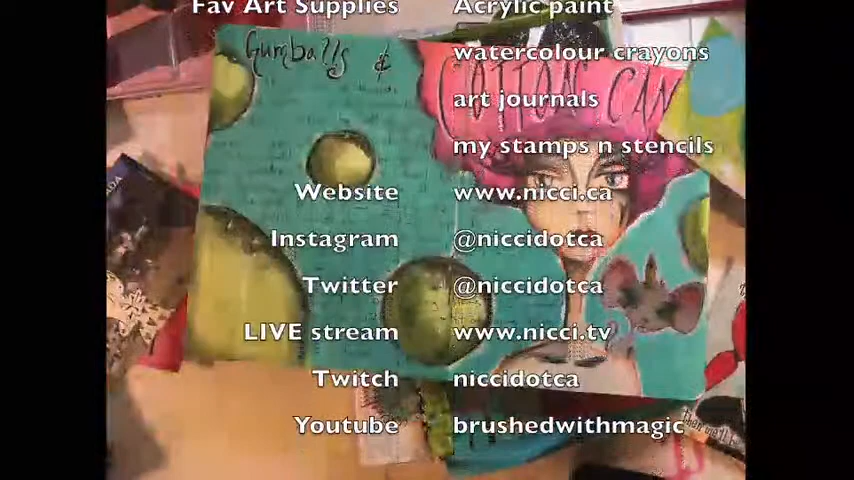 Fav Art Supplies Acrylic paint
watercolour crayons
art journals
my stamps n stencils
Website www.nicci.ca
Instagram @niccidotca
Twitter @niccidotca
LIVE stream www.nicci.tv
Twitch niccidotca
Youtube brushedwithmagic
Gumballs &
COTTON CAN